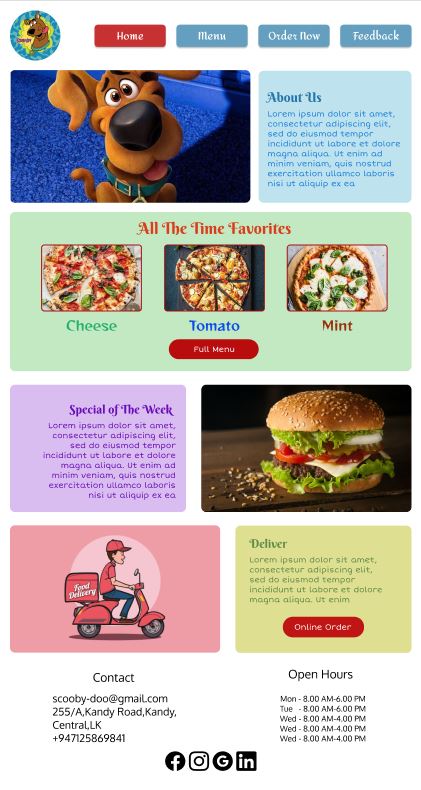 Home
Menu
Order Now
Feedback
About Us
Lorem ipsum dolor sit amet,
consectetur adipiscing elit,
sed do eiusmod tempor
incididunt ut labore et dolore
magna aliqua. Ut enim ad
minim veniam, quis nostrud
exercitation ullamco laboris
nisi ut aliquip ex ea
All The Time Favorites
Cheese
Tomato
Mint
Full Menu
Special of The Week
Lorem ipsum dolor sit amet,
consectetur adipiscing elit,
sed do eiusmod tempor
incididunt ut labore et dolore
magna aliqua. Ut enim ad
minim veniam, quis nostrud
exercitation ullamco laboris
nisi ut aliquip ex ea
Food
Delivery
Deliver
Lorem ipsum dolor sit amet,
consectetur adipiscing elit,
sed do eiusmod tempor
incididunt ut labore et dolore
magna aliqua. Ut enim
Online Order
Contact
scooby-doo@gmail.com
255/A,Kandy Road,Kandy,
Central,LK
+947125869841
Open Hours
Mon - 8.00 AM-6.00 PM
Tue - 8.00 AM-6.00 PM
Wed - 8.00 AM-4.00 PM
Wed - 8.00 AM-4.00 PM
Wed - 8.00 AM-4.00 PM